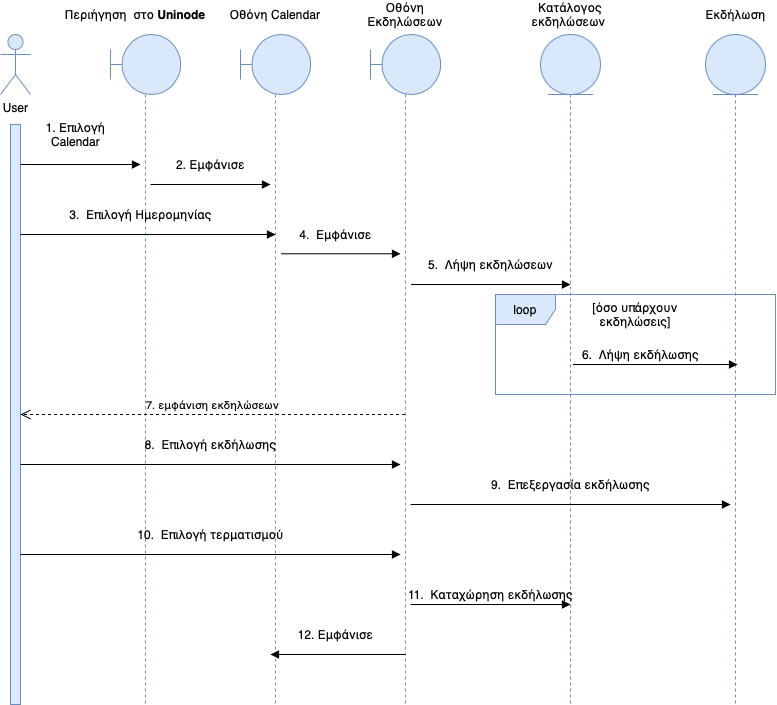 Περιήγηση στο Uninode
Οθόνη Calendar
Οθόνη
Εκδηλώσεων
Κατάλογος
εκδηλώσεων
Εκδήλωση
User
1. Επιλογή
Calendar
2. Εμφάνισε
3. Επιλογή Ημερομηνίας
4. Εμφάνισε
5. Λήψη εκδηλώσεων
loop
[όσο υπάρχουν
εκδηλώσεις]
6. Λήψη εκδήλωσης
7. εμφάνιση εκδηλώσεων
8. Επιλογή εκδήλωσης
9. Επεξεργασία εκδήλωσης
10. Επιλογή τερματισμού
11. Καταχώρηση εκδήλωσης
12. Εμφάνισε